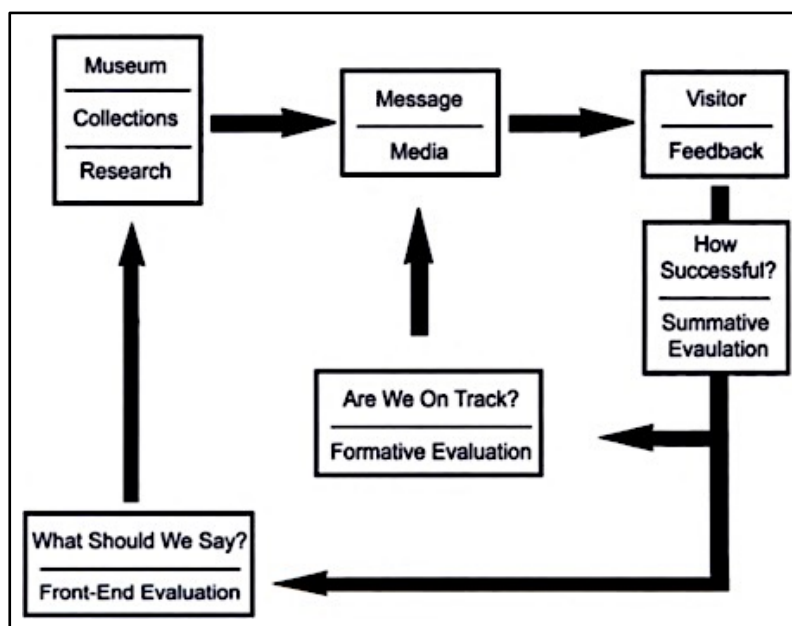 Museum
Collections
Research
Message
Media
Visitor
Feedback
How
Successful?
Summative
Evaulation
Are We On Track?
Formative Evaluation
What Should We Say?
Front-End Evaluation